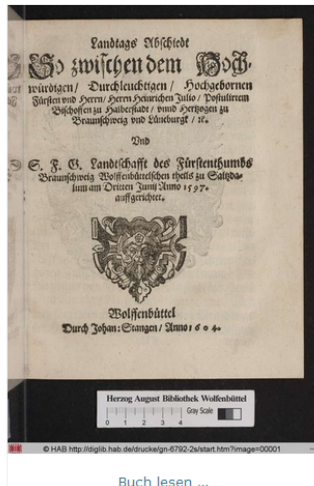 Landtags Abschiedt
So zwischen dem Hoch-
würdigen / Durchleuchtigen / Hochgebornen
Fürsten vnd Herrn / Herrn Heinrichen Julio / Postulirtem
Bischoffen zu Halberstadt / vnnd Hertzogen zu
Braunschweig vnd Lüneburgk / ꝛc.
Vnd
S. F. G. Landtschafft des Fürstenthumbs
Braunschweig Wolffenbüttelschen theils zu Saltzda-
lum am Dritten Junij Anno 1597.
auffgerichtet.
Wolffenbüttel
Durch Johan: Stangen / Anno 1604.
Herzog August Bibliothek Wolfenbüttel
0 1 2 3 4 Gray Scale
© HAB http://diglib.hab.de/drucke/gn-6792-2s/start.htm?image=00001
Buch lesen ...